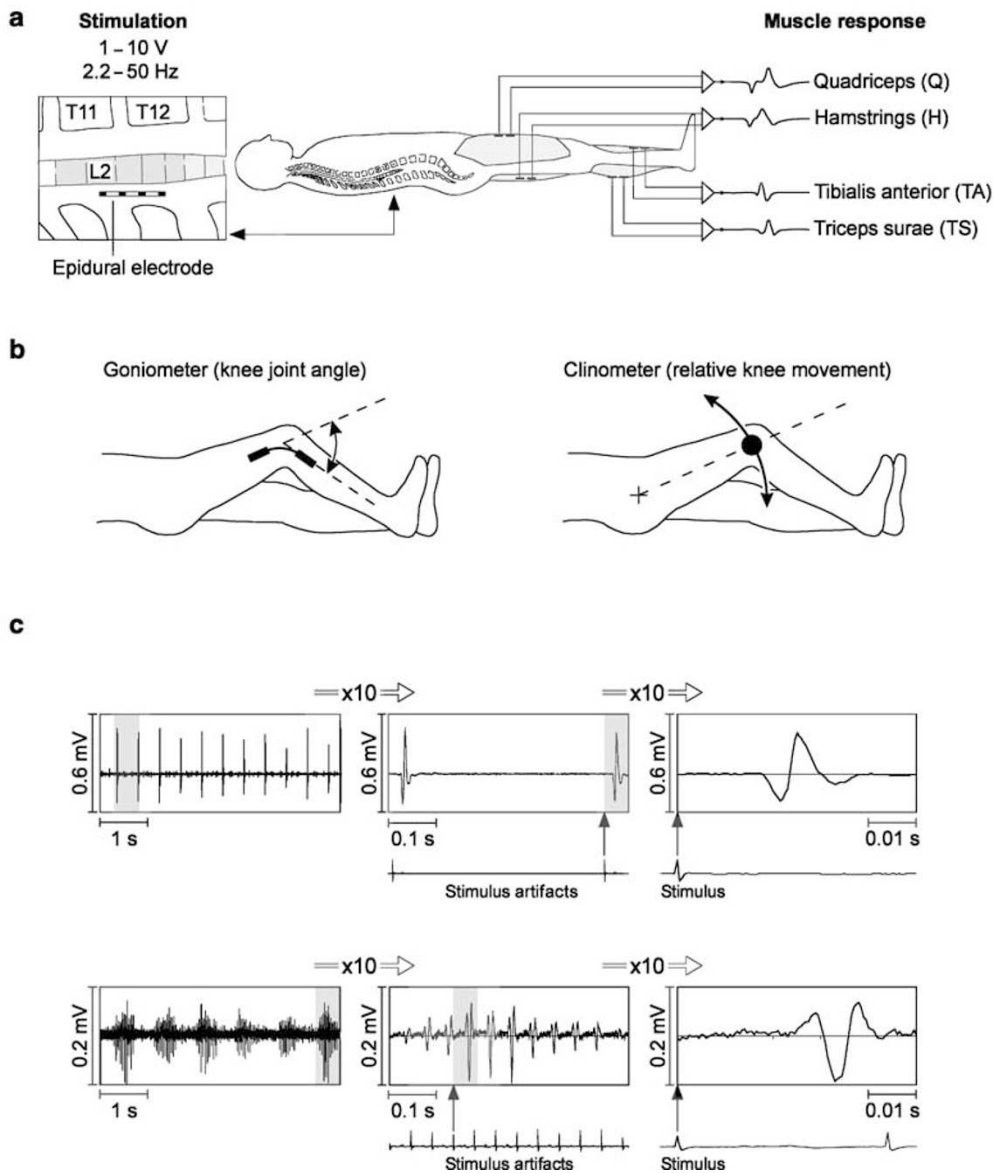 a
Stimulation
1 – 10 V
2.2 – 50 Hz
T11
T12
L2
Epidural electrode
Muscle response
Quadriceps (Q)
Hamstrings (H)
Tibialis anterior (TA)
Triceps surae (TS)
b
Goniometer (knee joint angle)
Clinometer (relative knee movement)
c
x10
x10
0.6 mV
0.6 mV
0.6 mV
1 s
0.1 s
0.01 s
Stimulus artifacts
Stimulus
x10
x10
0.2 mV
0.2 mV
0.2 mV
1 s
0.1 s
0.01 s
Stimulus artifacts
Stimulus